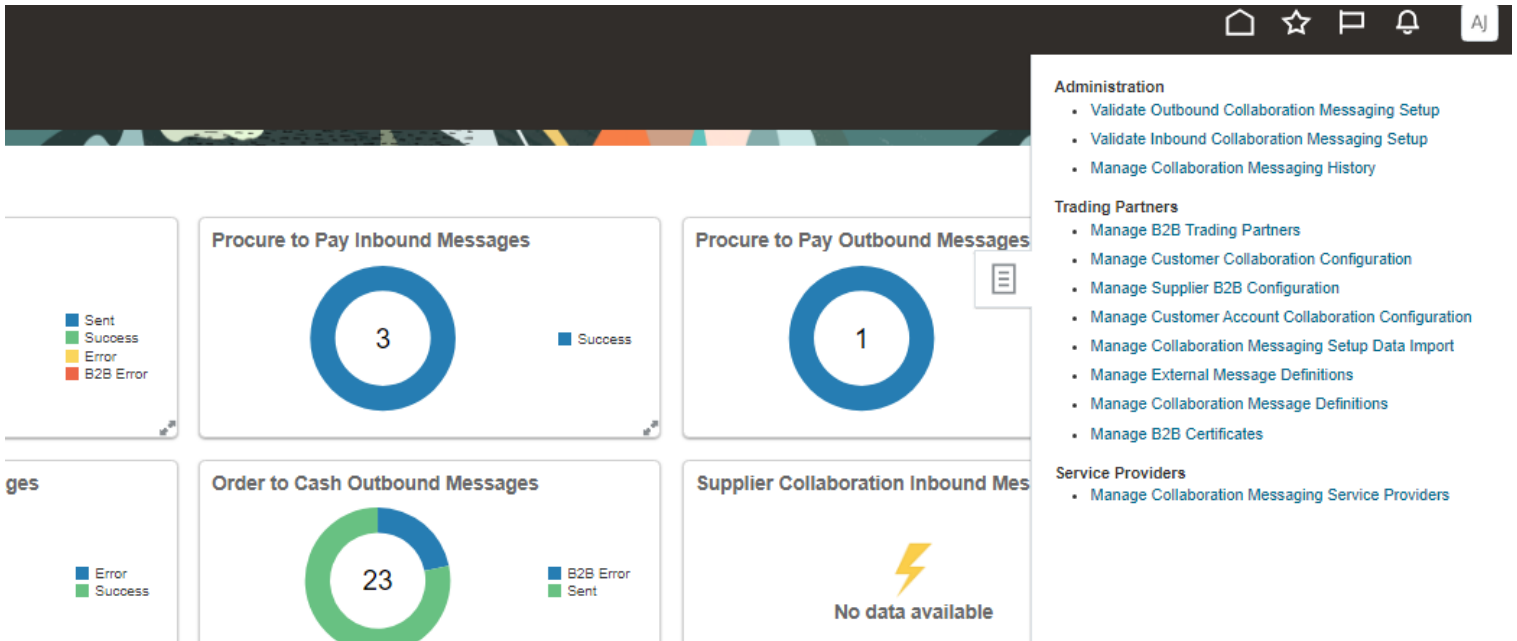 AJ
Administration
Validate Outbound Collaboration Messaging Setup
Validate Inbound Collaboration Messaging Setup
Manage Collaboration Messaging History
Trading Partners
Manage B2B Trading Partners
Manage Customer Collaboration Configuration
Manage Supplier B2B Configuration
Manage Customer Account Collaboration Configuration
Manage Collaboration Messaging Setup Data Import
Manage External Message Definitions
Manage Collaboration Message Definitions
Manage B2B Certificates
Service Providers
Manage Collaboration Messaging Service Providers
Sent
Success
Error
B2B Error
Procure to Pay Inbound Messages
3
Success
Procure to Pay Outbound Messages
1
ges
Error
Success
Order to Cash Outbound Messages
23
B2B Error
Sent
Supplier Collaboration Inbound Mes
No data available